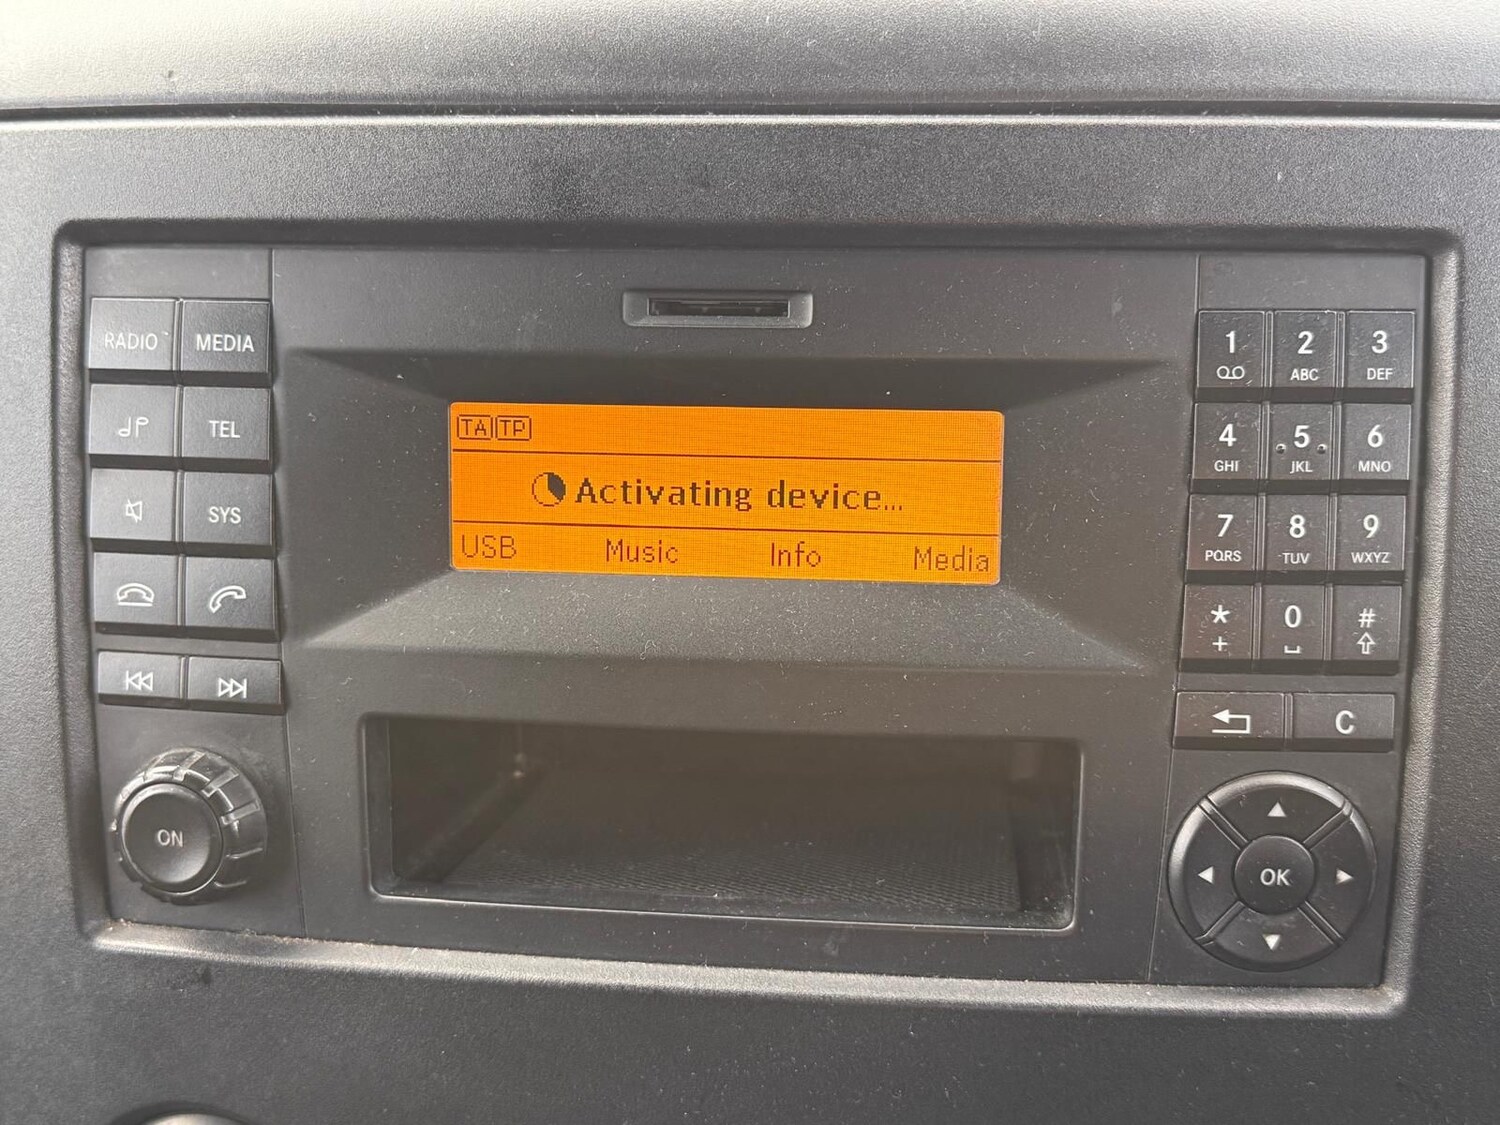 RADIO MEDIA
TEL
SYS
ON
TA TP
Activating device...
USB Music Info Media
1 2 3
ABC DEF
4 5 6
GHI JKL MNO
7 8 9
PQRS TUV WXYZ
* 0 #
+
C
OK